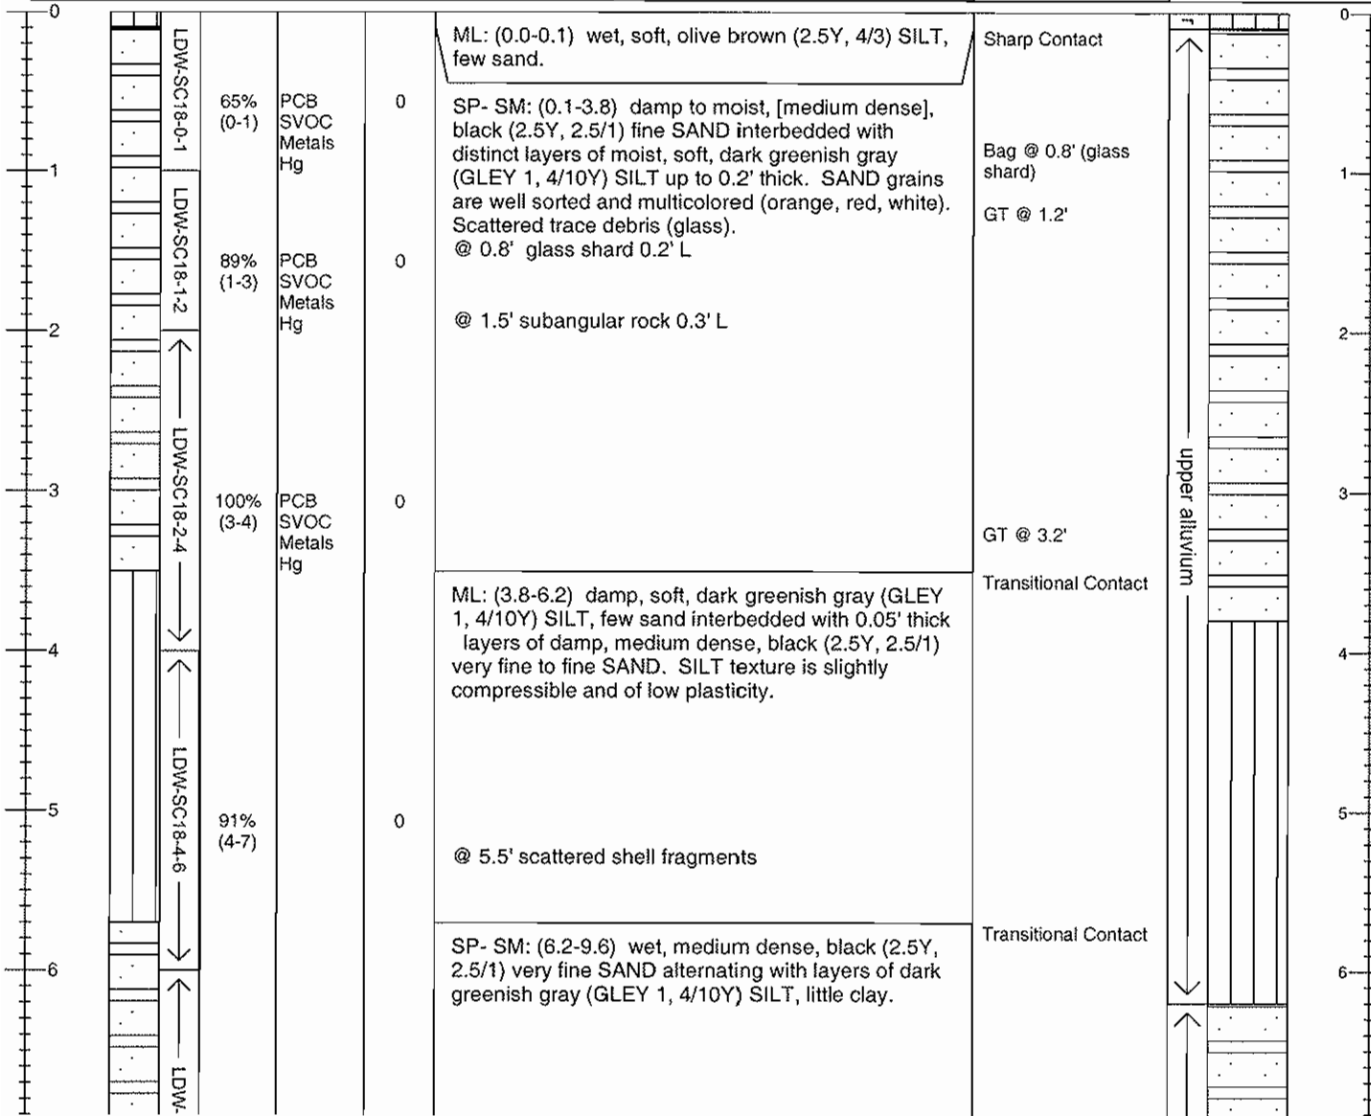 0
1
2
3
4
5
6
LDW-SC18-0-1
LDW-SC18-1-2
LDW-SC18-2-4
LDW-SC18-4-6
LDW-
65%
(0-1)
89%
(1-3)
100%
(3-4)
91%
(4-7)
PCB
SVOC
Metals
Hg
PCB
SVOC
Metals
Hg
PCB
SVOC
Metals
Hg
0
0
0
0
ML: (0.0-0.1) wet, soft, olive brown (2.5Y, 4/3) SILT,
few sand.
SP- SM: (0.1-3.8) damp to moist, [medium dense],
black (2.5Y, 2.5/1) fine SAND interbedded with
distinct layers of moist, soft, dark greenish gray
(GLEY 1, 4/10Y) SILT up to 0.2' thick. SAND grains
are well sorted and multicolored (orange, red, white).
Scattered trace debris (glass).
@ 0.8' glass shard 0.2' L
@ 1.5' subangular rock 0.3' L
ML: (3.8-6.2) damp, soft, dark greenish gray (GLEY
1, 4/10Y) SILT, few sand interbedded with 0.05' thick
layers of damp, medium dense, black (2.5Y, 2.5/1)
very fine to fine SAND. SILT texture is slightly
compressible and of low plasticity.
@ 5.5' scattered shell fragments
SP- SM: (6.2-9.6) wet, medium dense, black (2.5Y,
2.5/1) very fine SAND alternating with layers of dark
greenish gray (GLEY 1, 4/10Y) SILT, little clay.
Sharp Contact
Bag @ 0.8' (glass
shard)
GT @ 1.2'
GT @ 3.2'
Transitional Contact
Transitional Contact
upper alluvium
0
1
2
3
4
5
6